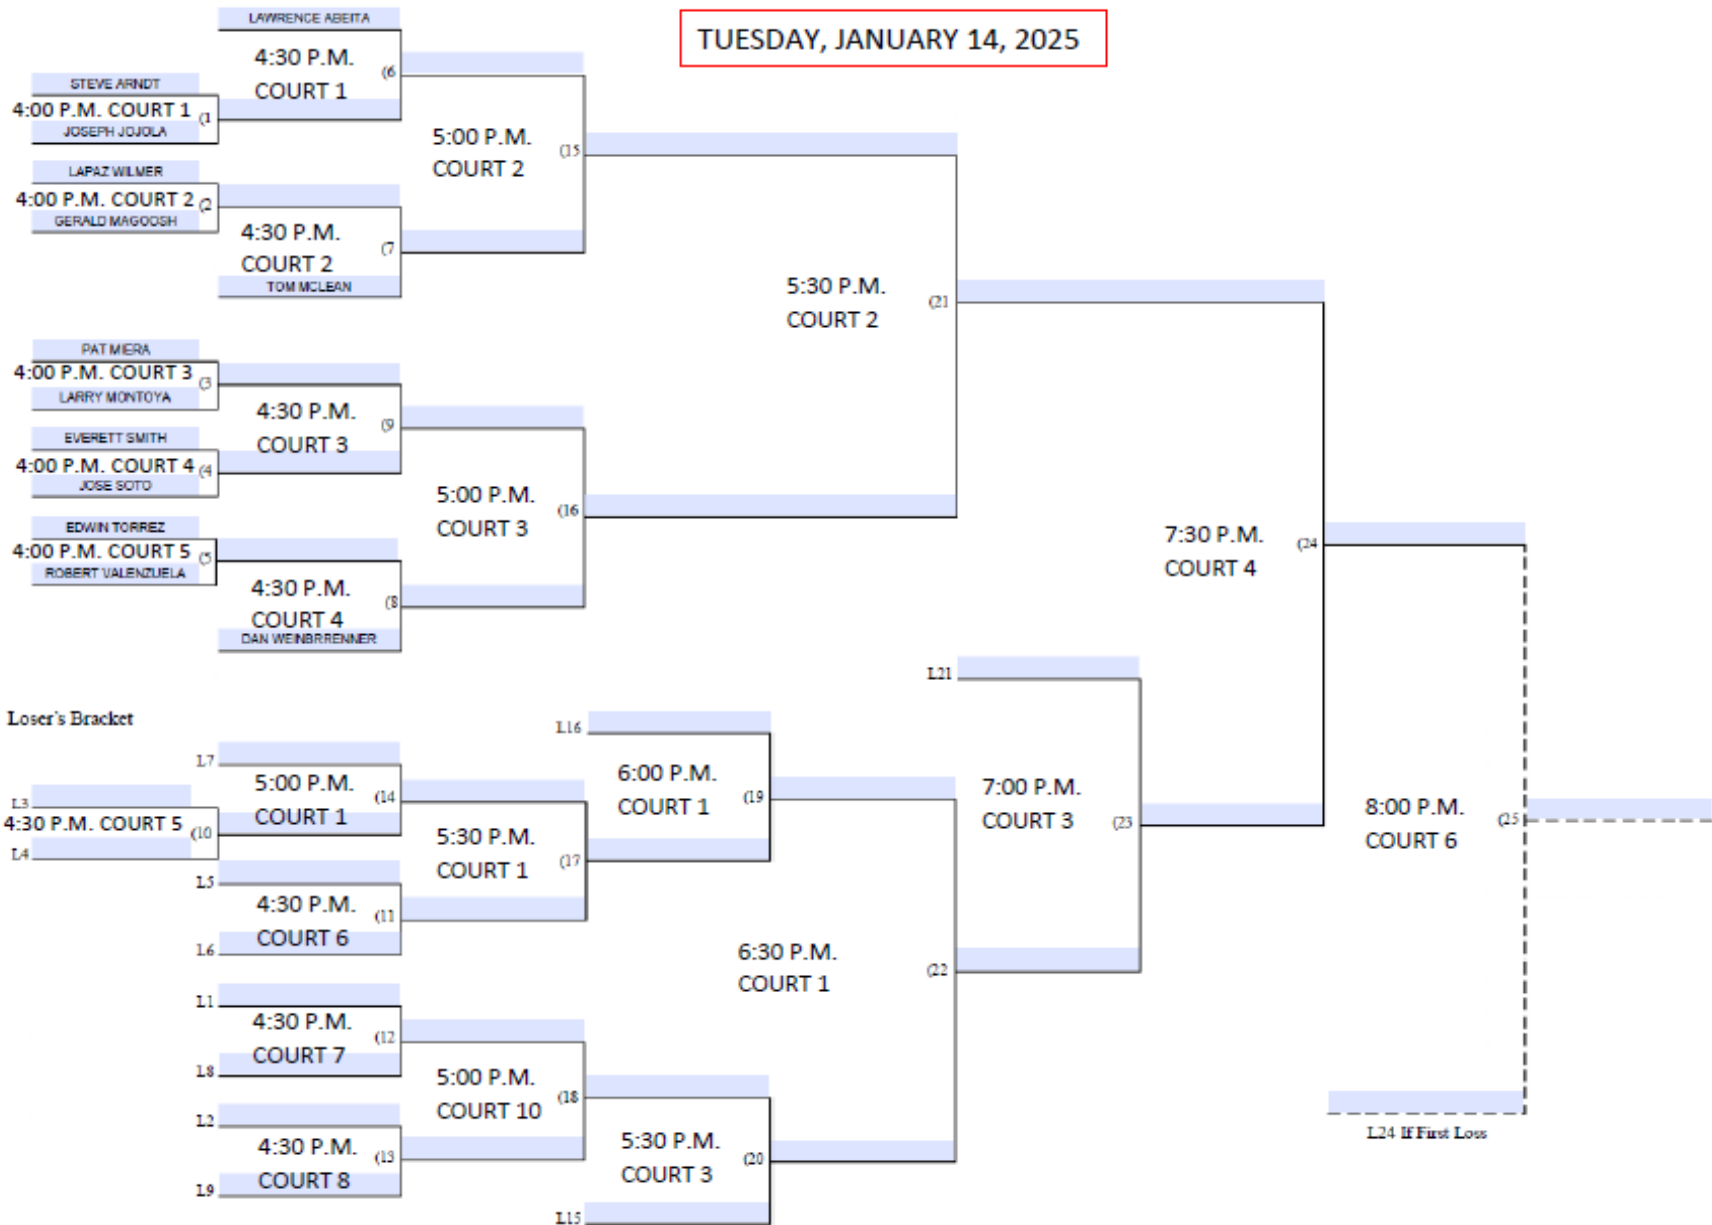 TUESDAY, JANUARY 14, 2025
LAWRENCE ABEITA
4:30 P.M.
COURT 1
(6
STEVE ARNDT
4:00 P.M. COURT 1
(1
JOSEPH JOJOLA
5:00 P.M.
COURT 2
(15
LAPAZ WILMER
4:00 P.M. COURT 2
(2
GERALD MAGOOSH
4:30 P.M.
COURT 2
(7
TOM MCLEAN
5:30 P.M.
COURT 2
(21
PAT MIERA
4:00 P.M. COURT 3
(3
LARRY MONTOYA
4:30 P.M.
COURT 3
(9
EVERETT SMITH
4:00 P.M. COURT 4
(4
JOSE SOTO
5:00 P.M.
COURT 3
(16
EDWIN TORREZ
4:00 P.M. COURT 5
(5
ROBERT VALENZUELA
4:30 P.M.
COURT 4
(8
DAN WEINBRRENNER
7:30 P.M.
COURT 4
(24
Loser's Bracket
L21
L16
L7
5:00 P.M.
COURT 1
(14
L3
4:30 P.M. COURT 5
(10
L4
6:00 P.M.
COURT 1
(19
7:00 P.M.
COURT 3
(23
8:00 P.M.
COURT 6
(25
5:30 P.M.
COURT 1
(17
L5
4:30 P.M.
COURT 6
(11
L6
6:30 P.M.
COURT 1
(22
L1
4:30 P.M.
COURT 7
(12
L8
5:00 P.M.
COURT 10
(18
L2
4:30 P.M.
COURT 8
(13
L9
5:30 P.M.
COURT 3
(20
L15
L24 If First Loss